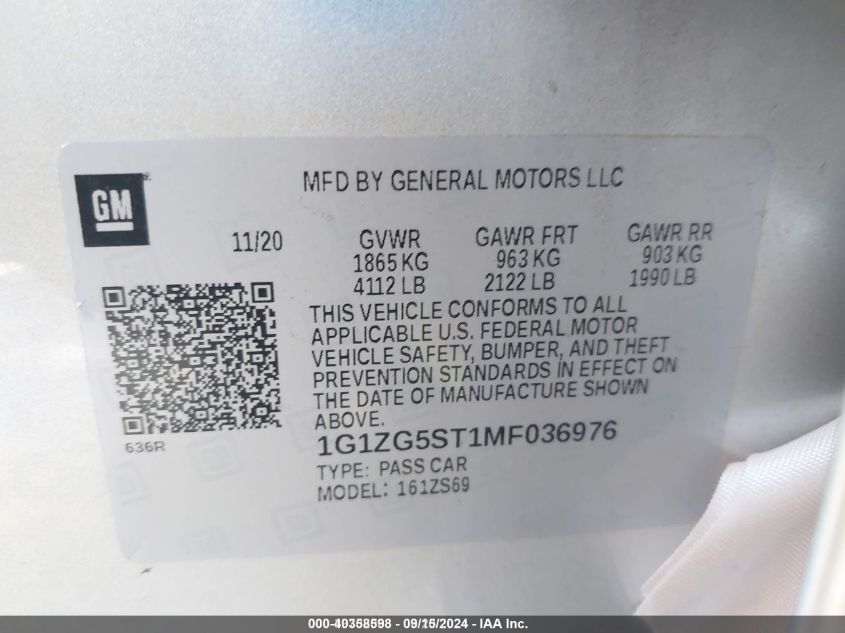 GM
MFD BY GENERAL MOTORS LLC
11/20 GVWR GAWR FRT GAWR RR
1865 KG 963 KG 903 KG
4112 LB 2122 LB 1990 LB
THIS VEHICLE CONFORMS TO ALL
APPLICABLE U.S. FEDERAL MOTOR
VEHICLE SAFETY, BUMPER, AND THEFT
PREVENTION STANDARDS IN EFFECT ON
THE DATE OF MANUFACTURE SHOWN
ABOVE.
636R
1G1ZG5ST1MF036976
TYPE: PASS CAR
MODEL: 161ZS69
000-40358598 - 09/15/2024 - IAA Inc.